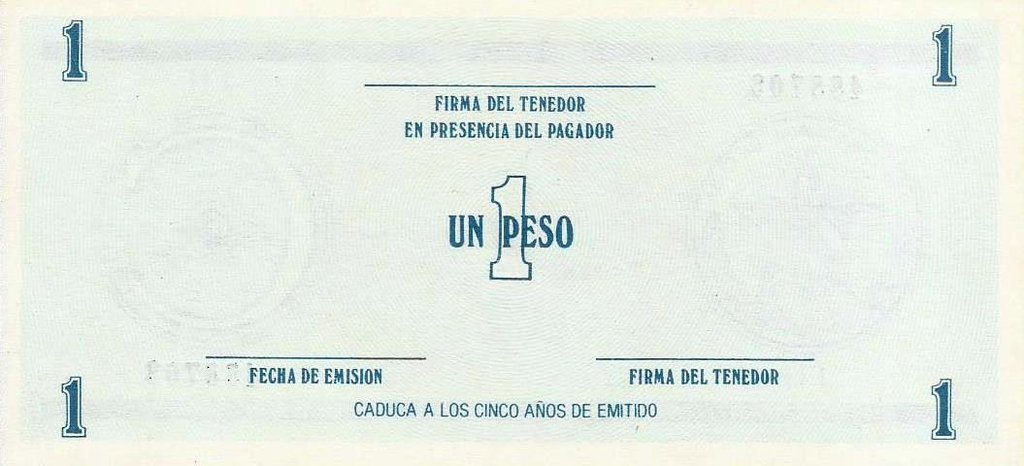 1 1
FIRMA DEL TENEDOR
EN PRESENCIA DEL PAGADOR
1
UN PESO
FECHA DE EMISION FIRMA DEL TENEDOR
CADUCA A LOS CINCO AÑOS DE EMITIDO
1 1